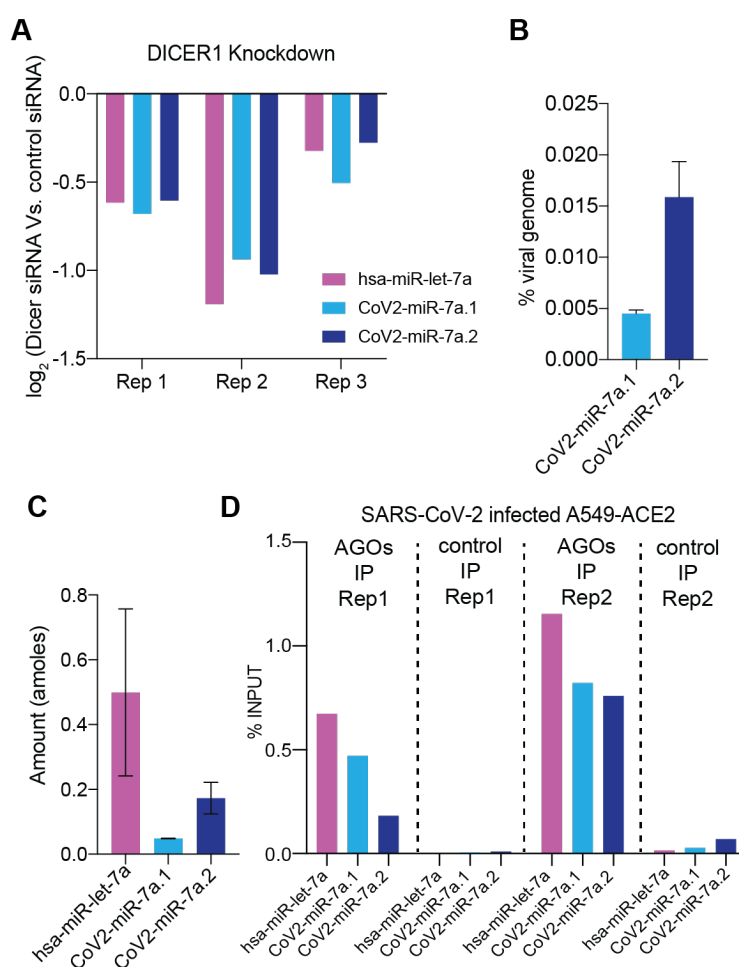 A
DICER1 Knockdown
log2 (Dicer siRNA Vs. control siRNA)
0.0
-0.5
-1.0
-1.5
Rep 1
Rep 2
Rep 3
hsa-miR-let-7a
CoV2-miR-7a.1
CoV2-miR-7a.2
B
% viral genome
0.025
0.020
0.015
0.010
0.005
0.000
CoV2-miR-7a.1
CoV2-miR-7a.2
C
Amount (amoles)
0.8
0.6
0.4
0.2
0.0
hsa-miR-let-7a
CoV2-miR-7a.1
CoV2-miR-7a.2
D
SARS-CoV-2 infected A549-ACE2
% INPUT
1.5
1.0
0.5
0.0
AGOs
IP
Rep1
control
IP
Rep1
AGOs
IP
Rep2
control
IP
Rep2
hsa-miR-let-7a
CoV2-miR-7a.1
CoV2-miR-7a.2
hsa-miR-let-7a
CoV2-miR-7a.1
CoV2-miR-7a.2
hsa-miR-let-7a
CoV2-miR-7a.1
CoV2-miR-7a.2
hsa-miR-let-7a
CoV2-miR-7a.1
CoV2-miR-7a.2